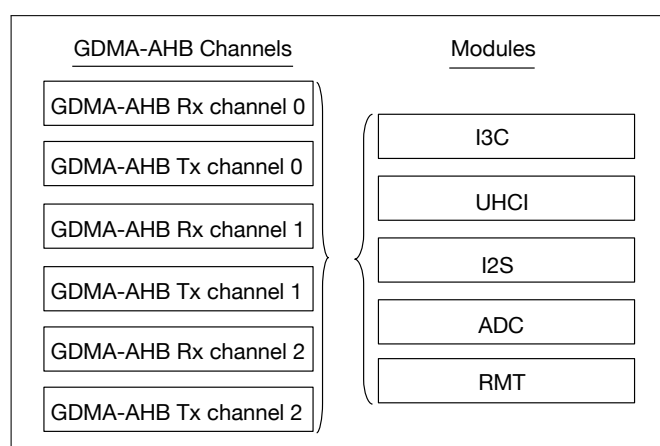 GDMA-AHB Channels
GDMA-AHB Rx channel 0
GDMA-AHB Tx channel 0
GDMA-AHB Rx channel 1
GDMA-AHB Tx channel 1
GDMA-AHB Rx channel 2
GDMA-AHB Tx channel 2
Modules
I3C
UHCI
I2S
ADC
RMT